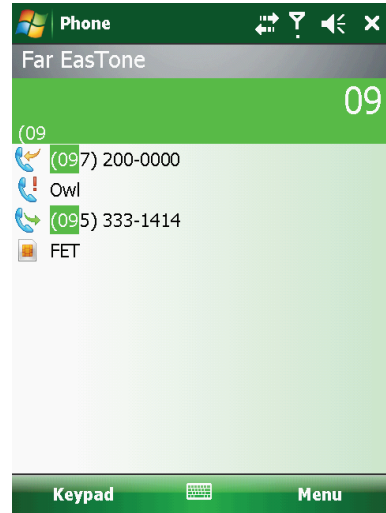 Phone
Far EasTone
09
(09
(097) 200-0000
Owl
(095) 333-1414
FET
Keypad Menu